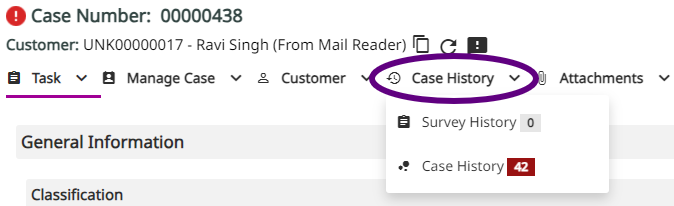 Case Number: 00000438
Customer: UNK00000017 - Ravi Singh (From Mail Reader)
Task Manage Case Customer Case History Attachments
Survey History 0
General Information
Case History 42
Classification